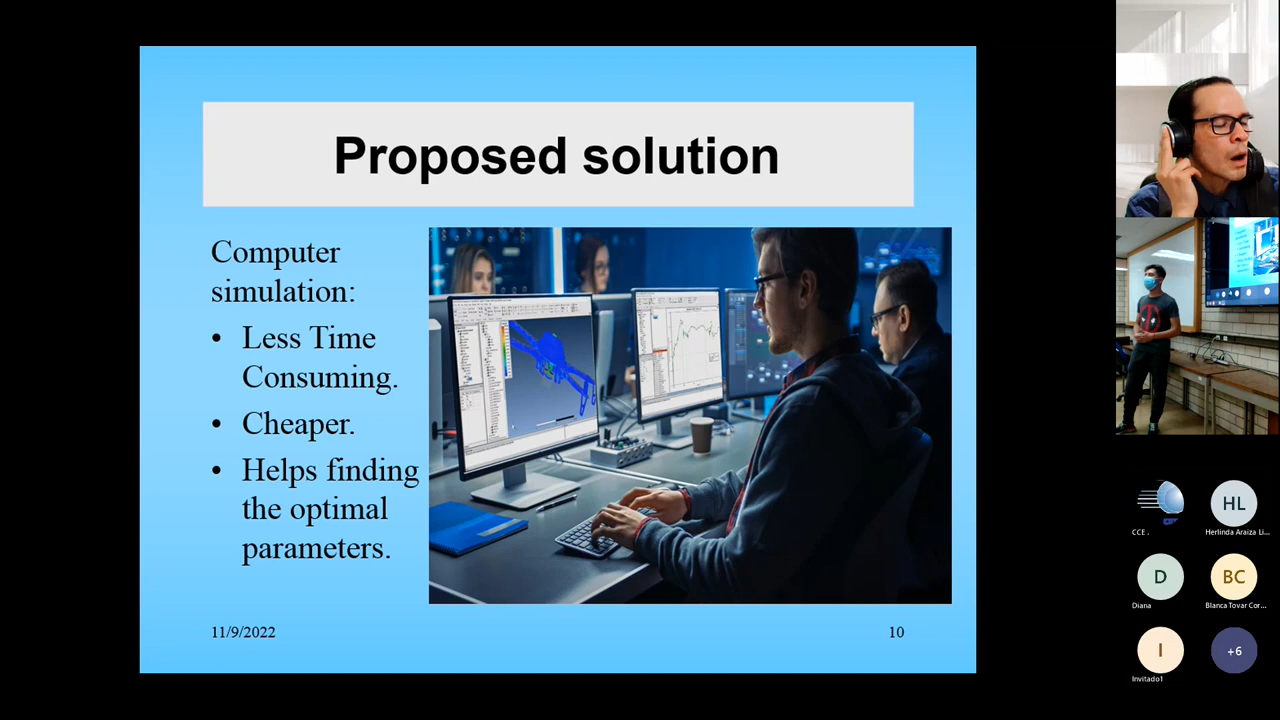 Proposed solution
Computer
simulation:
• Less Time
Consuming.
• Cheaper.
• Helps finding
the optimal
parameters.
11/9/2022
10
CCE .
HL
Herlinda Araiza Li...
D
Diana
BC
Blanca Tovar Cor...
I
Invitado1
+6